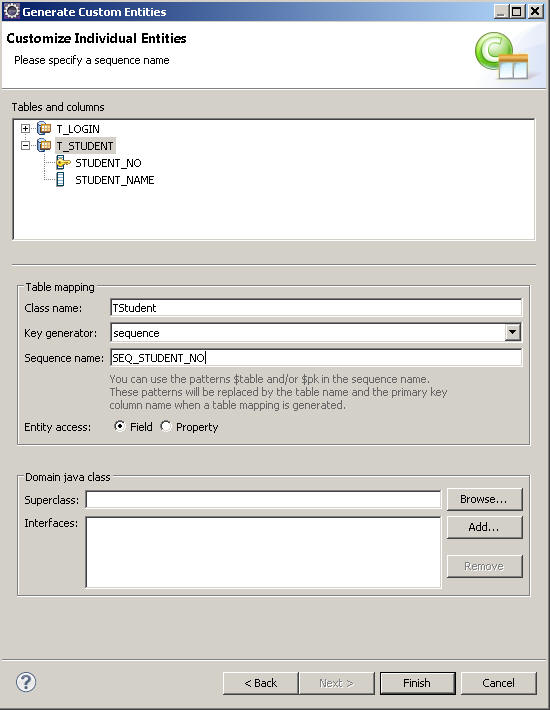 Generate Custom Entities
Customize Individual Entities
Please specify a sequence name
Tables and columns
T_LOGIN
T_STUDENT
STUDENT_NO
STUDENT_NAME
Table mapping
Class name: TStudent
Key generator: sequence
Sequence name: SEQ_STUDENT_NO
You can use the patterns $table and/or $pk in the sequence name.
These patterns will be replaced by the table name and the primary key
column name when a table mapping is generated.
Entity access: Field Property
Domain java class
Superclass: Browse...
Interfaces: Add...
Remove
? < Back Next > Finish Cancel